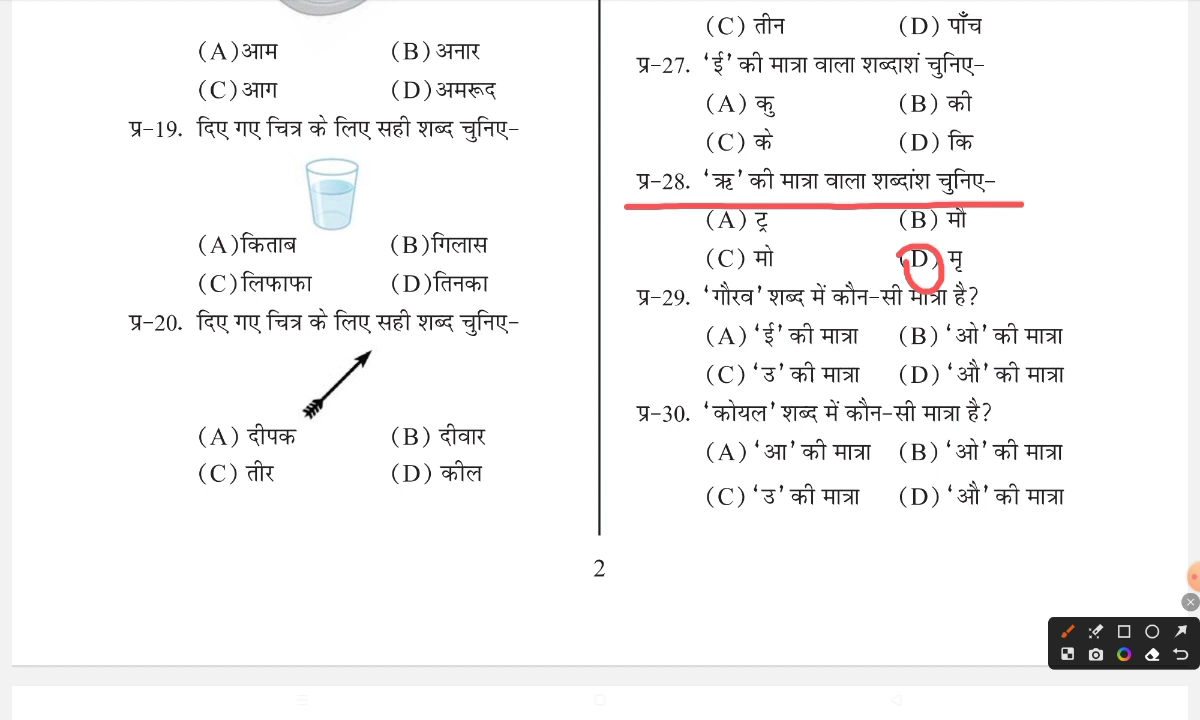 (A)आम (B)अनार
(C)आग (D)अमरूद
प्र-19. दिए गए चित्र के लिए सही शब्द चुनिए-
(A)किताब (B)गिलास
(C)लिफाफा (D)तिनका
प्र-20. दिए गए चित्र के लिए सही शब्द चुनिए-
(A) दीपक (B) दीवार
(C) तीर (D) कील
(C) तीन (D) पाँच
प्र-27. ‘ई’ की मात्रा वाला शब्दाशं चुनिए-
(A) कु (B) की
(C) के (D) कि
प्र-28. ‘ऋ’ की मात्रा वाला शब्दांश चुनिए-
(A) ट्र (B) मौ
(C) मो (D) मृ
प्र-29. ‘गौरव’ शब्द में कौन-सी मात्रा है?
(A) ‘ई’ की मात्रा (B) ‘ओ’ की मात्रा
(C) ‘उ’ की मात्रा (D) ‘औ’ की मात्रा
प्र-30. ‘कोयल’ शब्द में कौन-सी मात्रा है?
(A) ‘आ’ की मात्रा (B) ‘ओ’ की मात्रा
(C) ‘उ’ की मात्रा (D) ‘औ’ की मात्रा
2